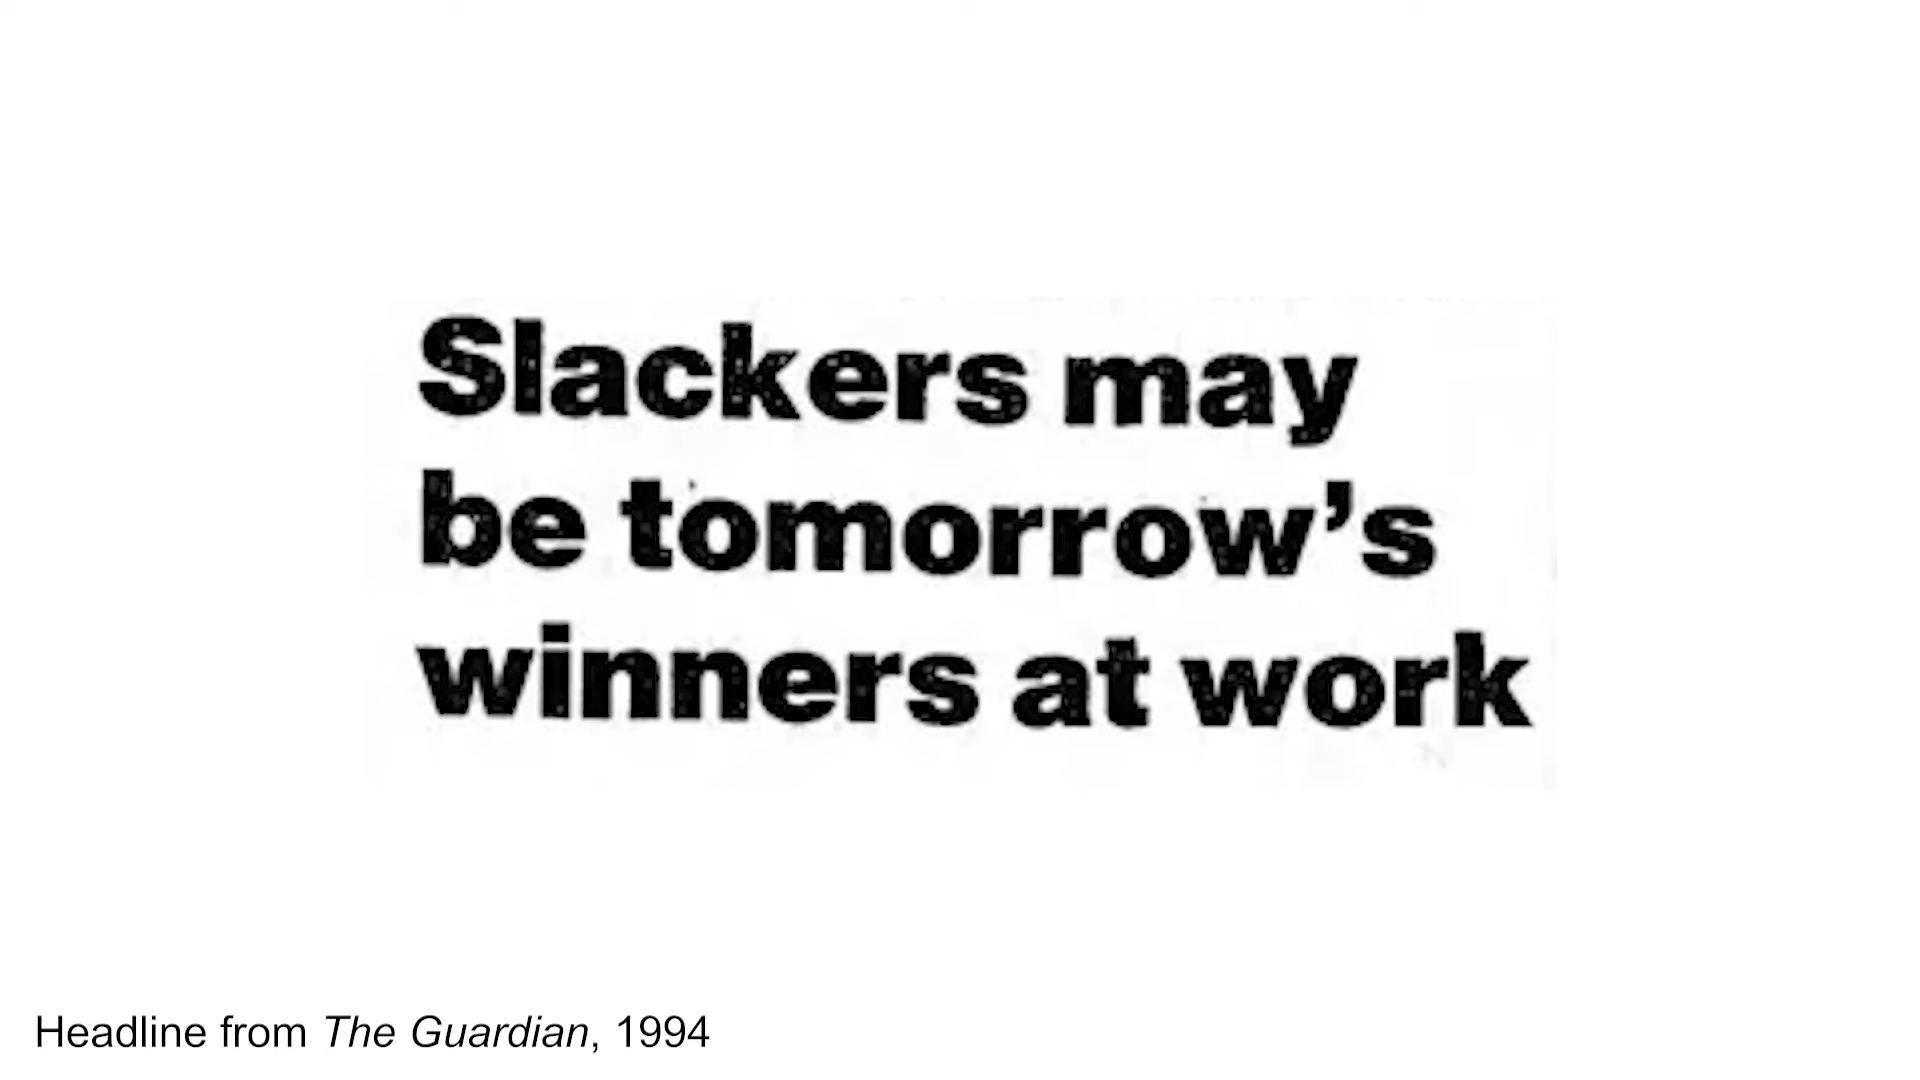 Slackers may
be tomorrow’s
winners at work
Headline from The Guardian, 1994